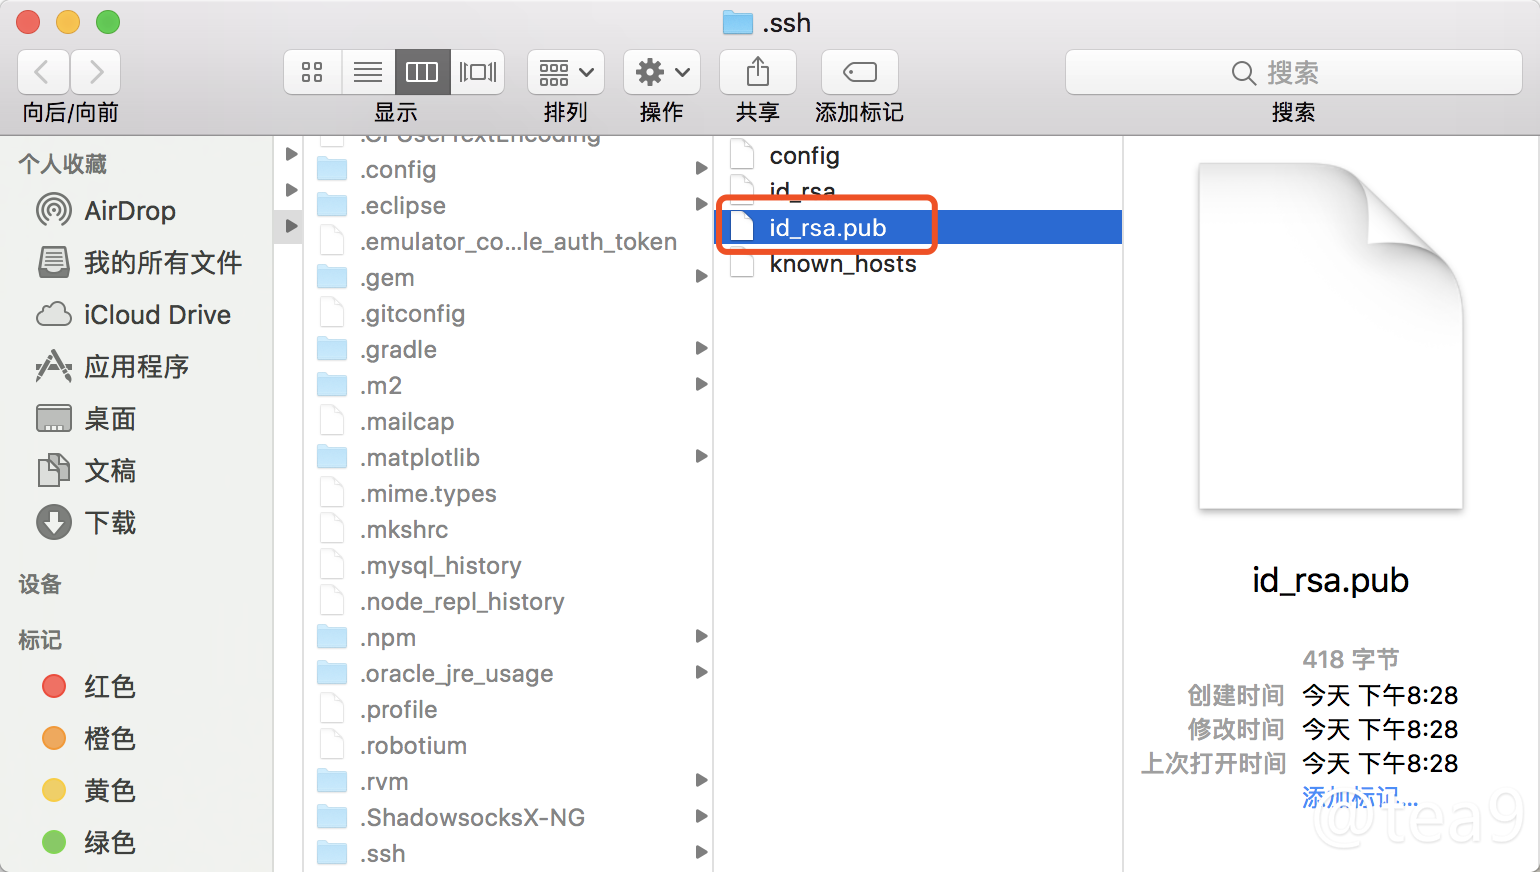 .ssh
向后/向前
显示
排列
操作
共享
添加标记
搜索
搜索
个人收藏
AirDrop
我的所有文件
iCloud Drive
应用程序
桌面
文稿
下载
设备
标记
红色
橙色
黄色
绿色
.CFUserTextEncoding
.config
.eclipse
.emulator_co...le_auth_token
.gem
.gitconfig
.gradle
.m2
.mailcap
.matplotlib
.mime.types
.mkshrc
.mysql_history
.node_repl_history
.npm
.oracle_jre_usage
.profile
.robotium
.rvm
.ShadowsocksX-NG
.ssh
config
id_rsa
id_rsa.pub
known_hosts
id_rsa.pub
418 字节
创建时间 今天 下午8:28
修改时间 今天 下午8:28
上次打开时间 今天 下午8:28
添加标记...
@tea9